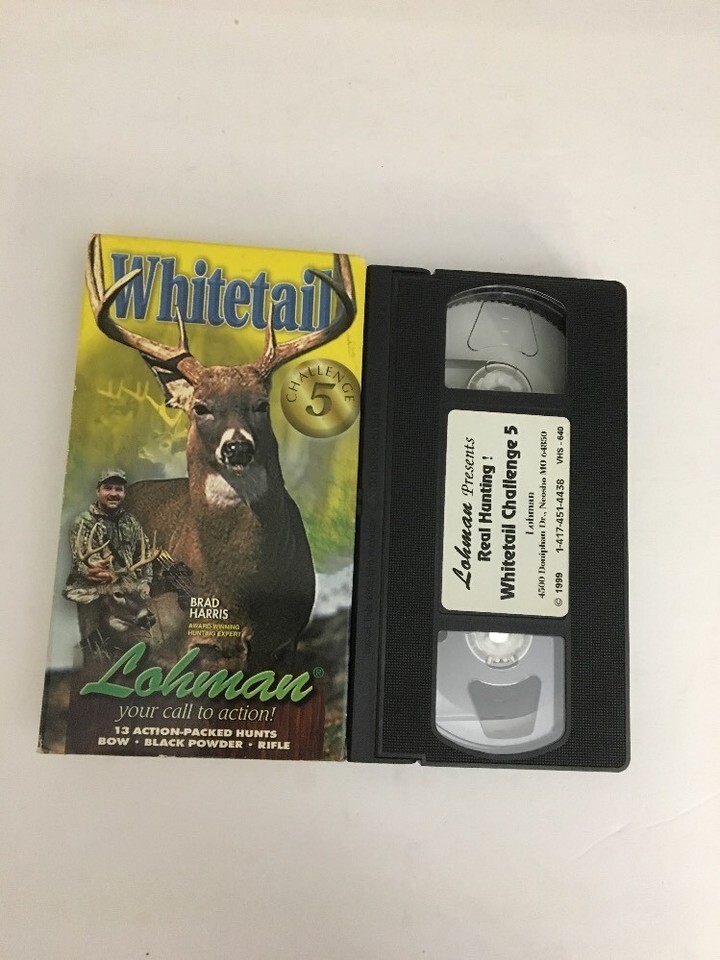 Whitetail
CHALLENGE
5
BRAD
HARRIS
AWARD-WINNING
HUNTING EXPERT
Lohman®
your call to action!
13 ACTION-PACKED HUNTS
BOW • BLACK POWDER • RIFLE
Lohman Presents
Real Hunting !
Whitetail Challenge 5
Lohman
4500 Doniphan Dr., Neosho MO 64850
© 1999 1-417-451-4438 VHS - 640